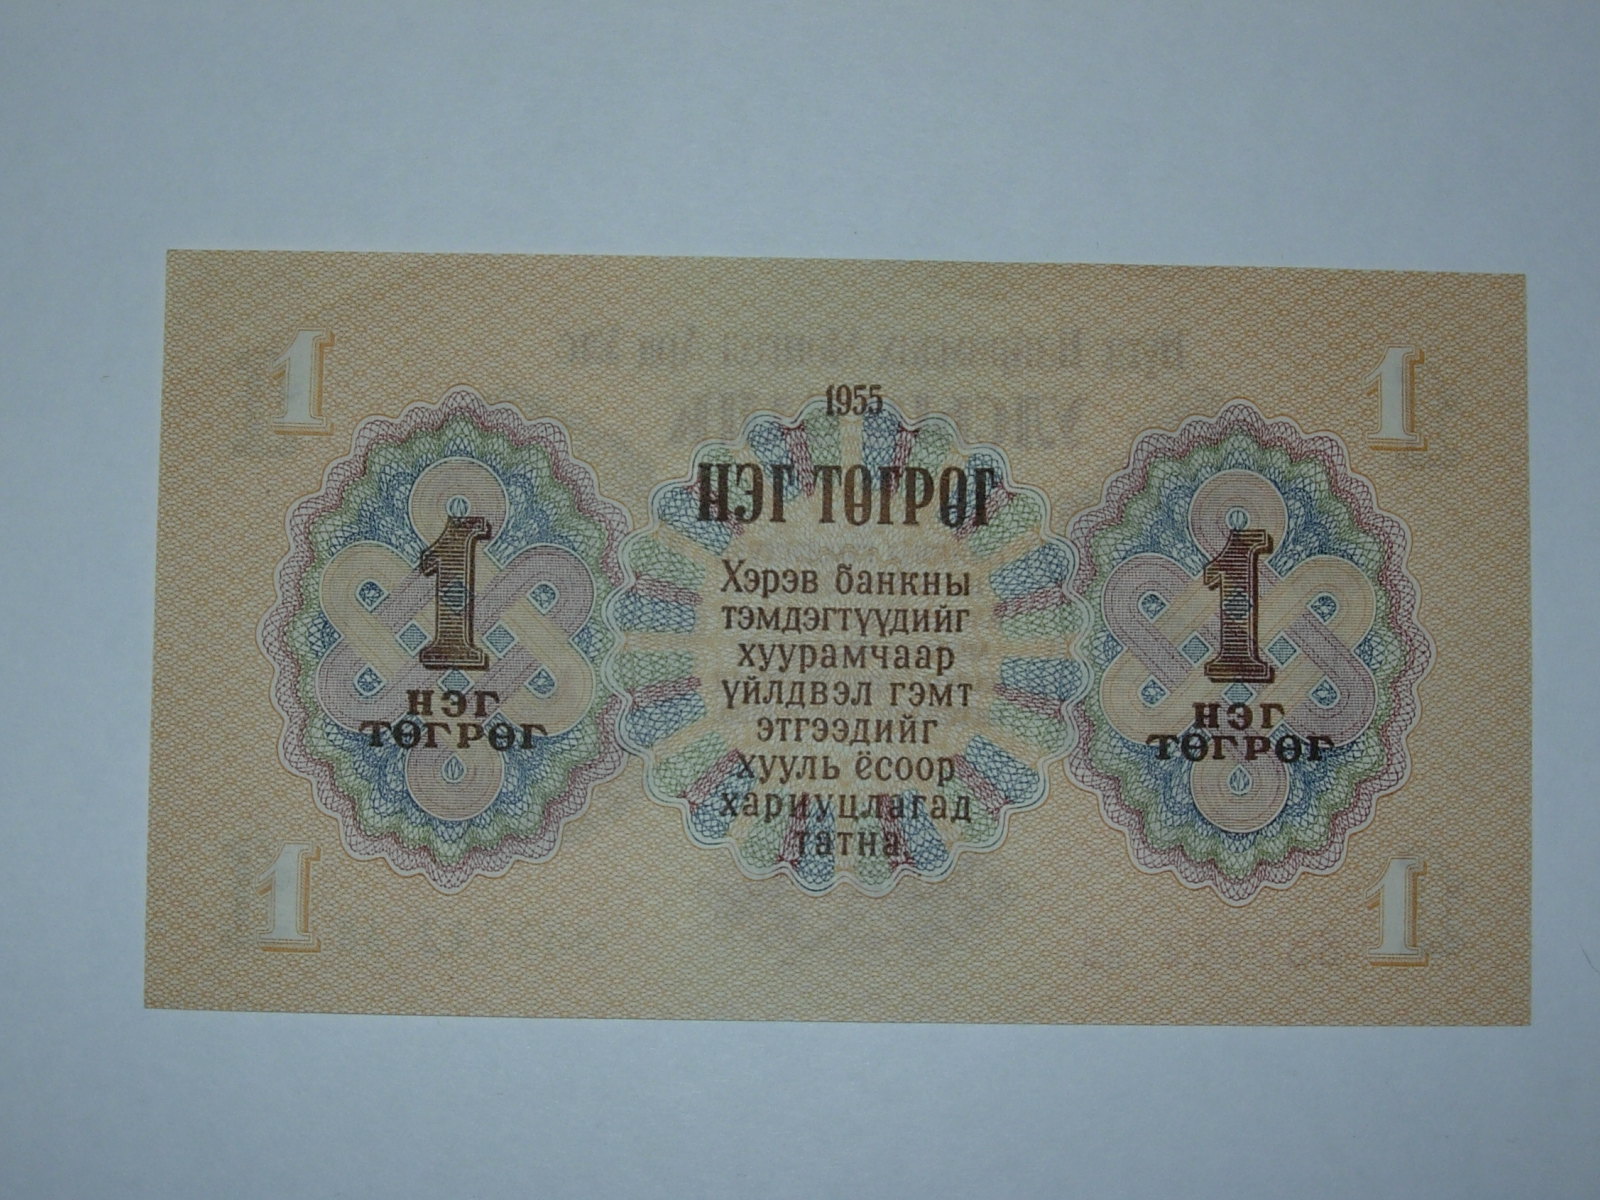 1
1
1955
НЭГ ТӨГРӨГ
Хэрэв банкны
тэмдэгтүүдийг
хуурамчаар
үйлдвэл гэмт
этгээдийг
хууль ёсоор
хариуцлагад
татна
1
НЭГ
ТӨГРӨГ
1
НЭГ
ТӨГРӨГ
1
1